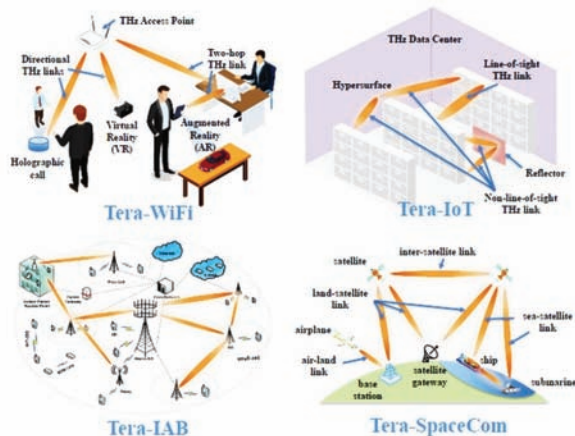 THz Access Point
Directional
THz links
Two-hop
THz link
Holographic
call
Virtual
Reality (VR)
Augmented
Reality
(AR)
Tera-WiFi
THz Data Center
Line-of-sight
THz link
Hypersurface
Reflector
Non-line-of-sight
THz link
Tera-IoT
Tera-IAB
inter-satellite link
satellite
land-satellite
link
sea-satellite
link
airplane
air-land
link
base
station
satellite
gateway
ship
submarine
Tera-SpaceCom